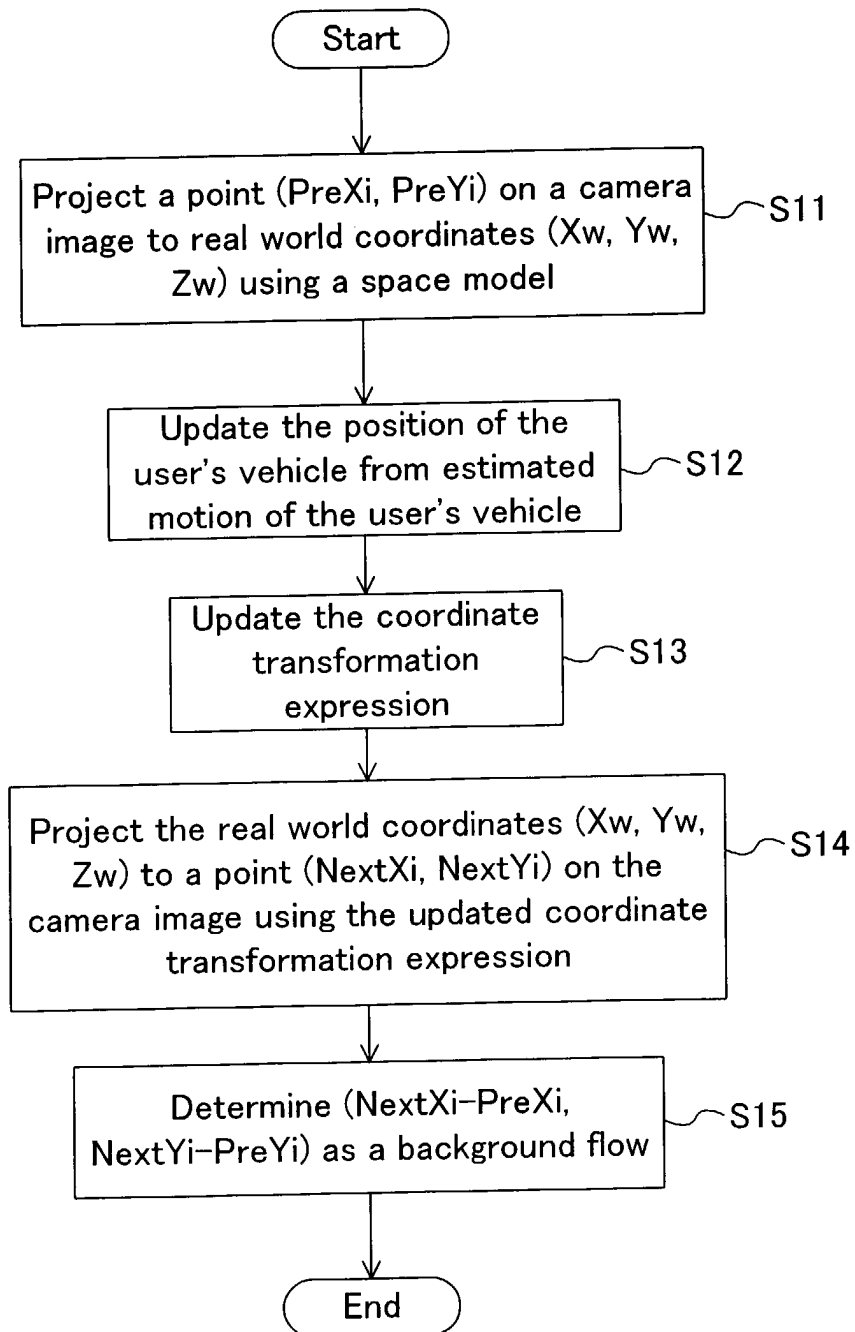 Start
Project a point (PreXi, PreYi) on a camera
image to real world coordinates (Xw, Yw,
Zw) using a space model
S11
Update the position of the
user's vehicle from estimated
motion of the user's vehicle
S12
Update the coordinate
transformation
expression
S13
Project the real world coordinates (Xw, Yw,
Zw) to a point (NextXi, NextYi) on the
camera image using the updated coordinate
transformation expression
S14
Determine (NextXi-PreXi,
NextYi-PreYi) as a background flow
S15
End